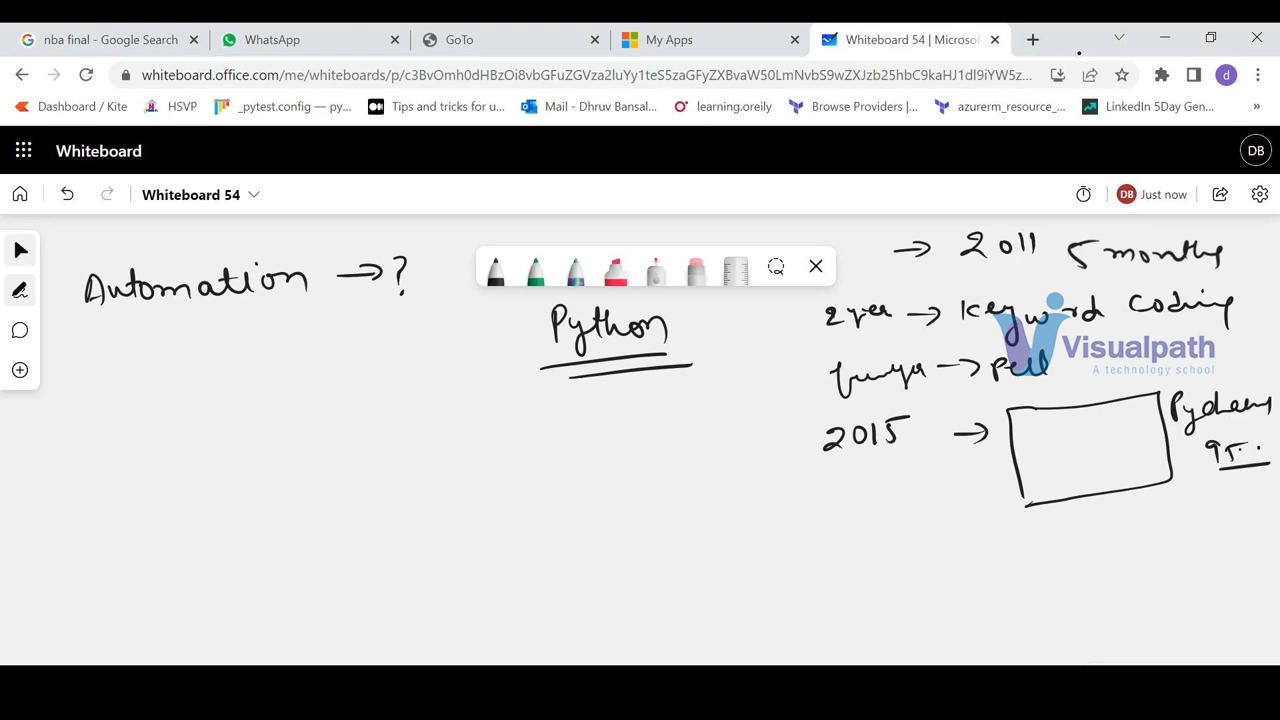 nba final - Google Search
WhatsApp
GoTo
My Apps
Whiteboard 54 | Microsof
whiteboard.office.com/me/whiteboards/p/c3BvOmh0dHBzOi8vbGFuZGVza2luYy1teS5zaGFyZXBvaW50LmNvbS9wZXJzb25hbC9kaHJ1dl9iYW5z...
d
Dashboard / Kite
HSVP
_pytest.config — py...
Tips and tricks for u...
Mail - Dhruv Bansal...
learning.oreily
Browse Providers |...
azurerm_resource_...
LinkedIn 5Day Gen...
»
Whiteboard
DB
Whiteboard 54
DB Just now
Automation → ?
Python
→ 2011 5 months
2 year → keyword coding
Visualpath
A technology school
→
2015 →